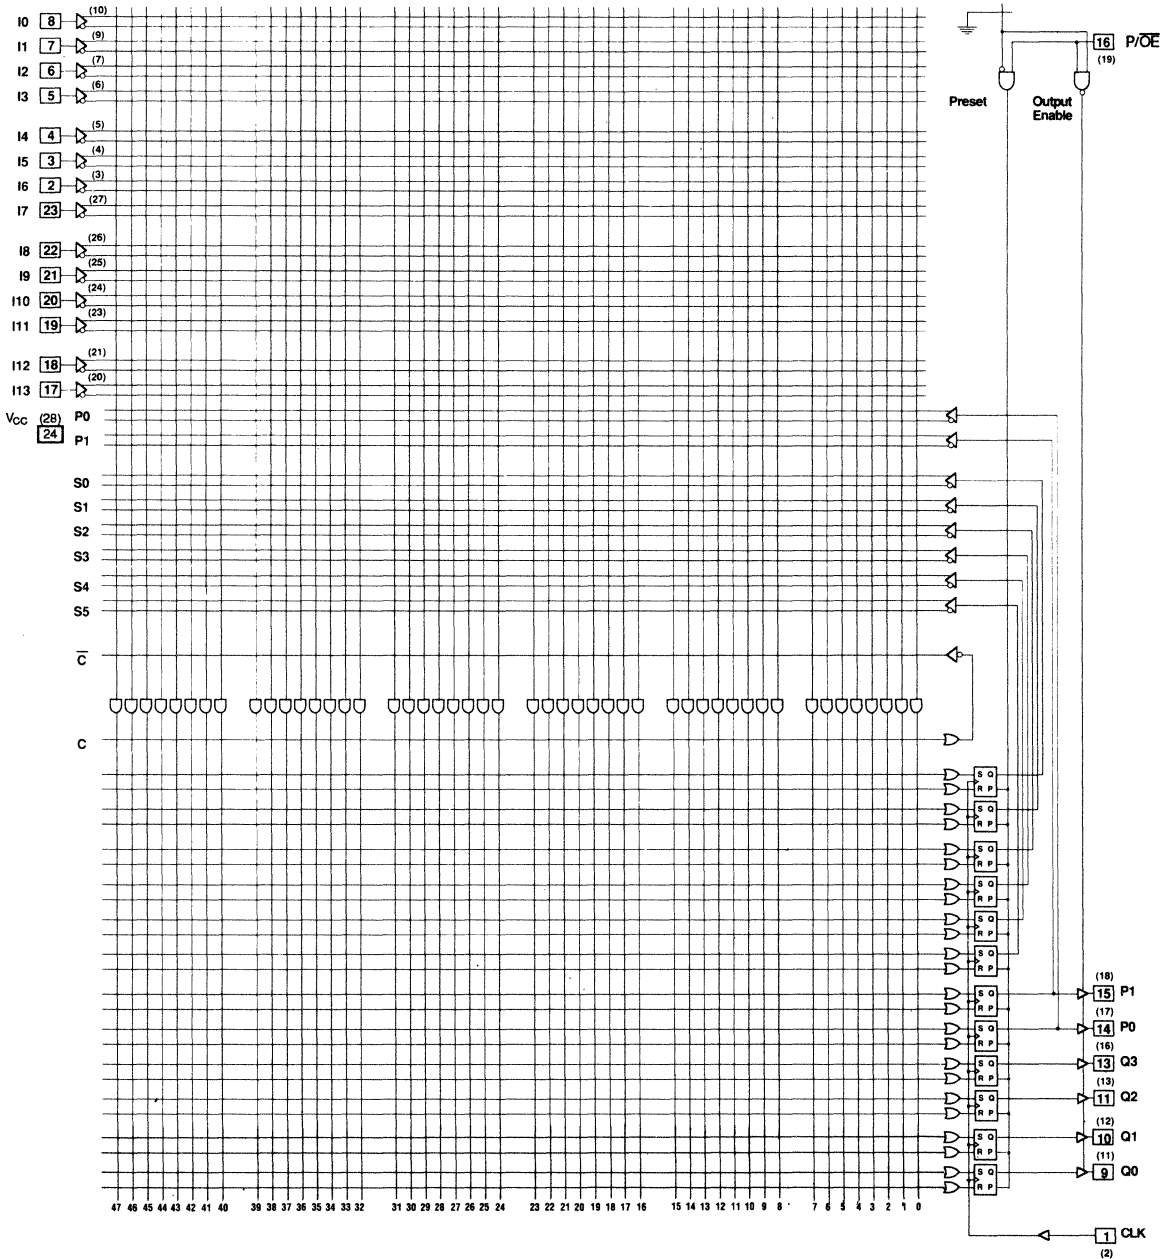 I0 8 (10)
I1 7 (9)
I2 6 (7)
I3 5 (6)
16 P/OE
(19)
Preset
Output
Enable
I4 4 (5)
I5 3 (4)
I6 2 (3)
I7 23 (27)
I8 22 (26)
I9 21 (25)
I10 20 (24)
I11 19 (23)
I12 18 (21)
I13 17 (20)
VCC (28) P0
24 P1
S0
S1
S2
S3
S4
S5
C
C
S Q
R P
S Q
R P
S Q
R P
S Q
R P
S Q
R P
S Q
R P
(18)
S Q 15 P1
R P (17)
S Q 14 P0
R P (16)
S Q 13 Q3
R P (13)
S Q 11 Q2
R P (12)
S Q 10 Q1
R P (11)
S Q 9 Q0
R P
47 46 45 44 43 42 41 40 39 38 37 36 35 34 33 32 31 30 29 28 27 26 25 24 23 22 21 20 19 18 17 16 15 14 13 12 11 10 9 8 7 6 5 4 3 2 1 0
1 CLK
(2)